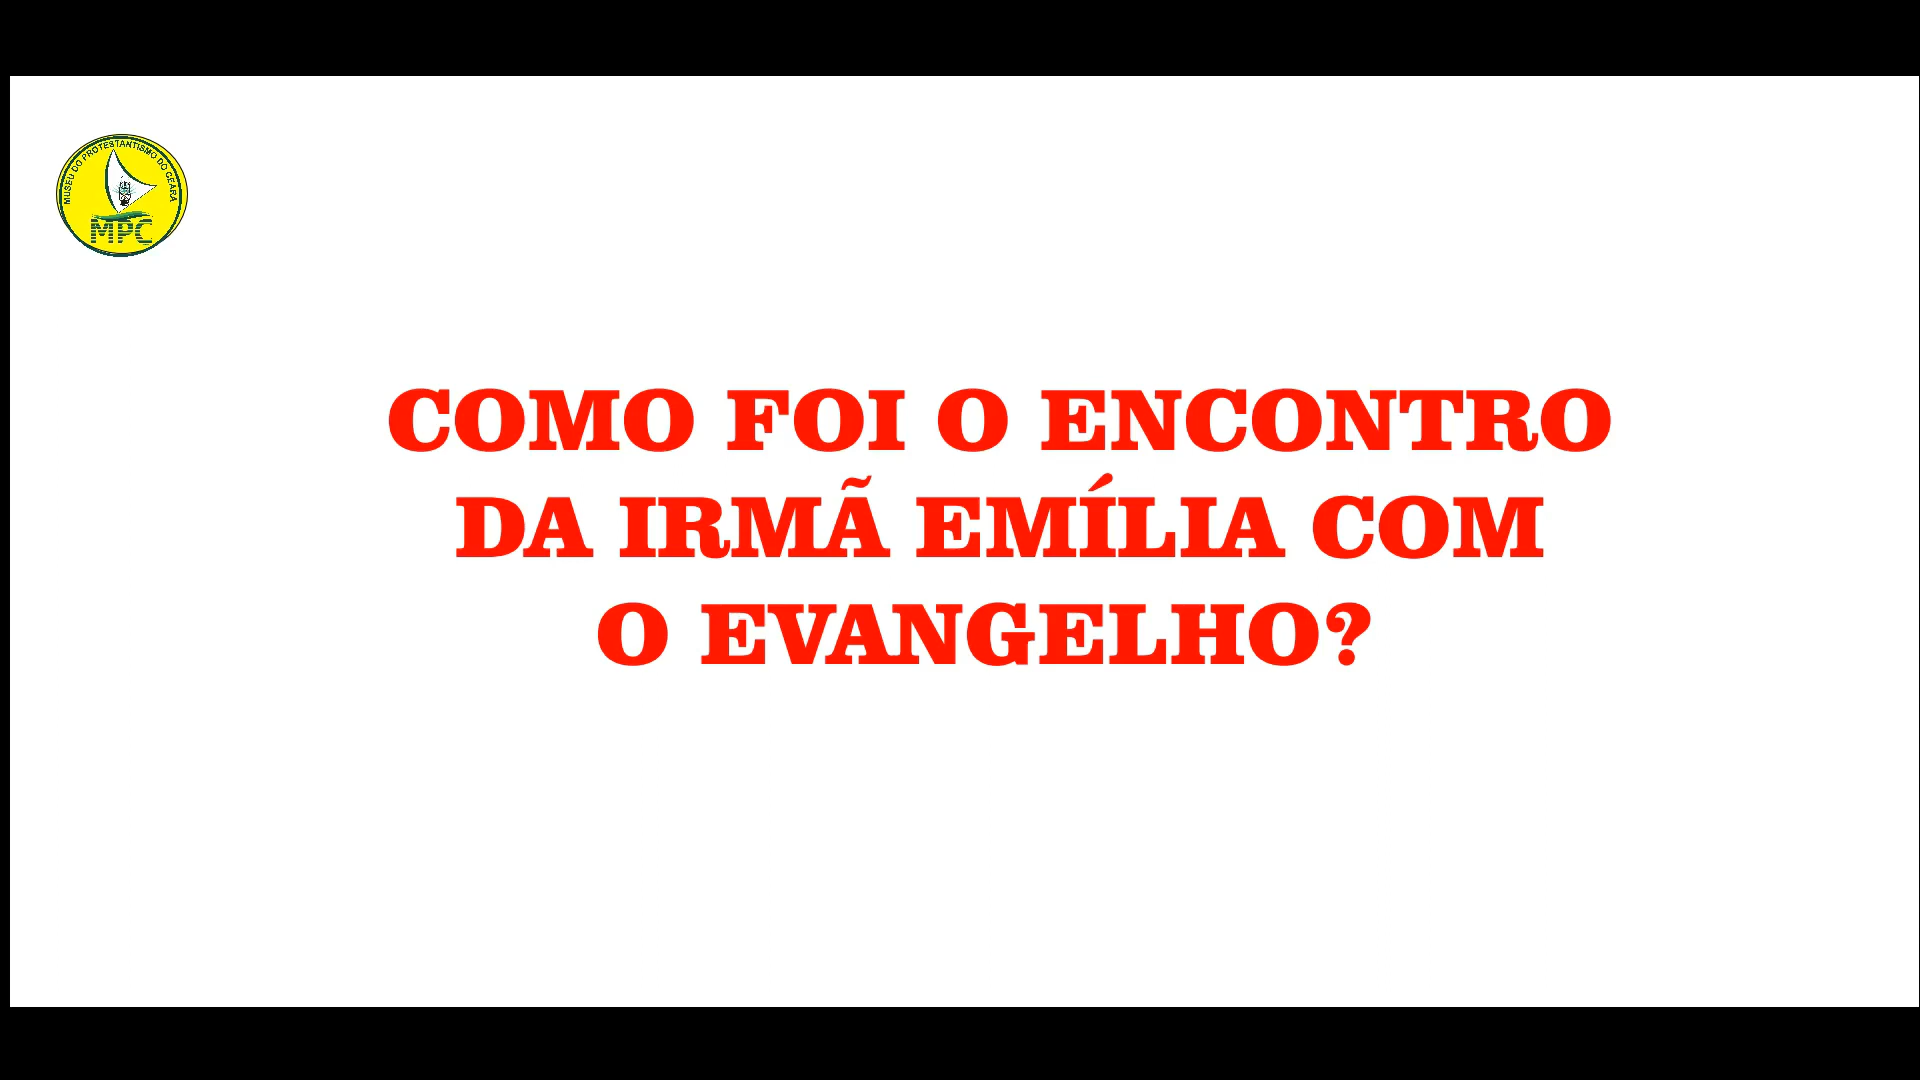 MUSEU DO PROTESTANTISMO DO CEARÁ
MPC
COMO FOI O ENCONTRO
DA IRMÃ EMÍLIA COM
O EVANGELHO?